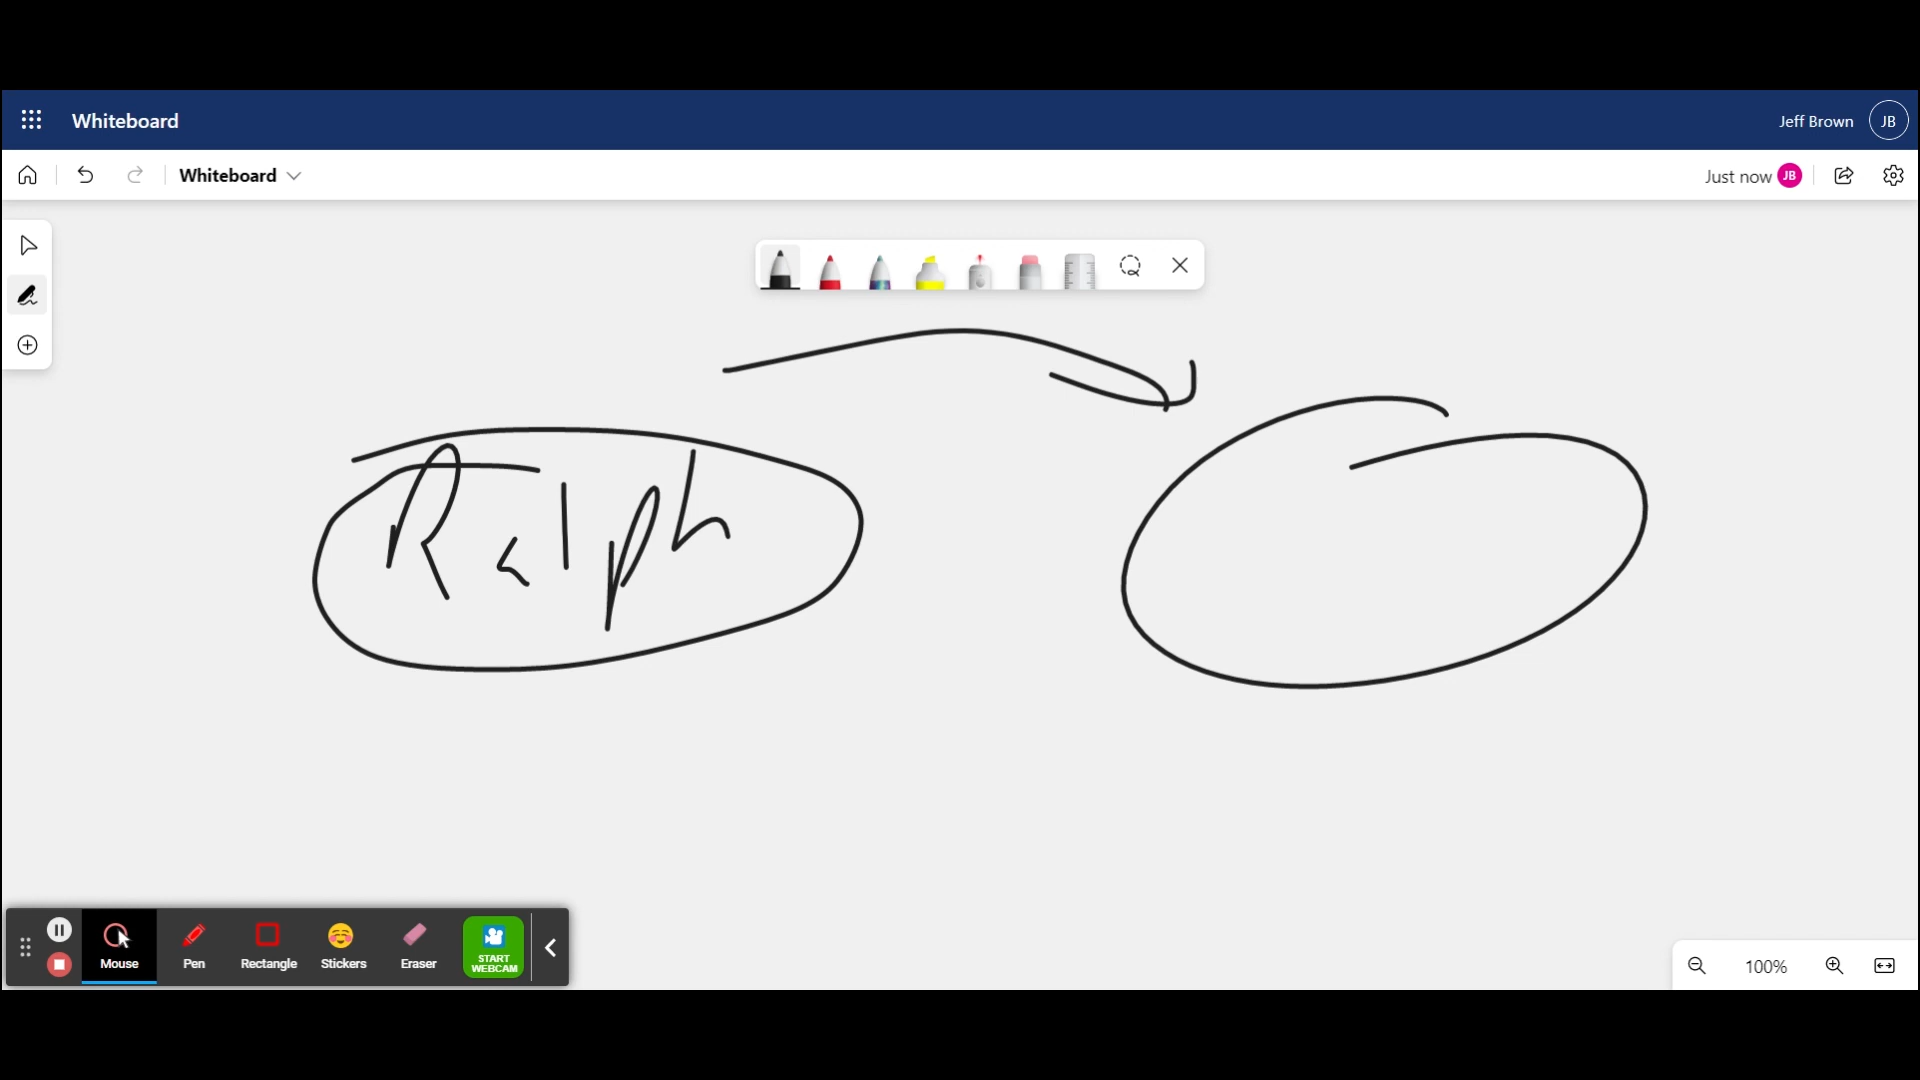 Whiteboard
Jeff Brown JB
Whiteboard
Just now JB
Ralph
Mouse
Pen
Rectangle
Stickers
Eraser
START
WEBCAM
100%